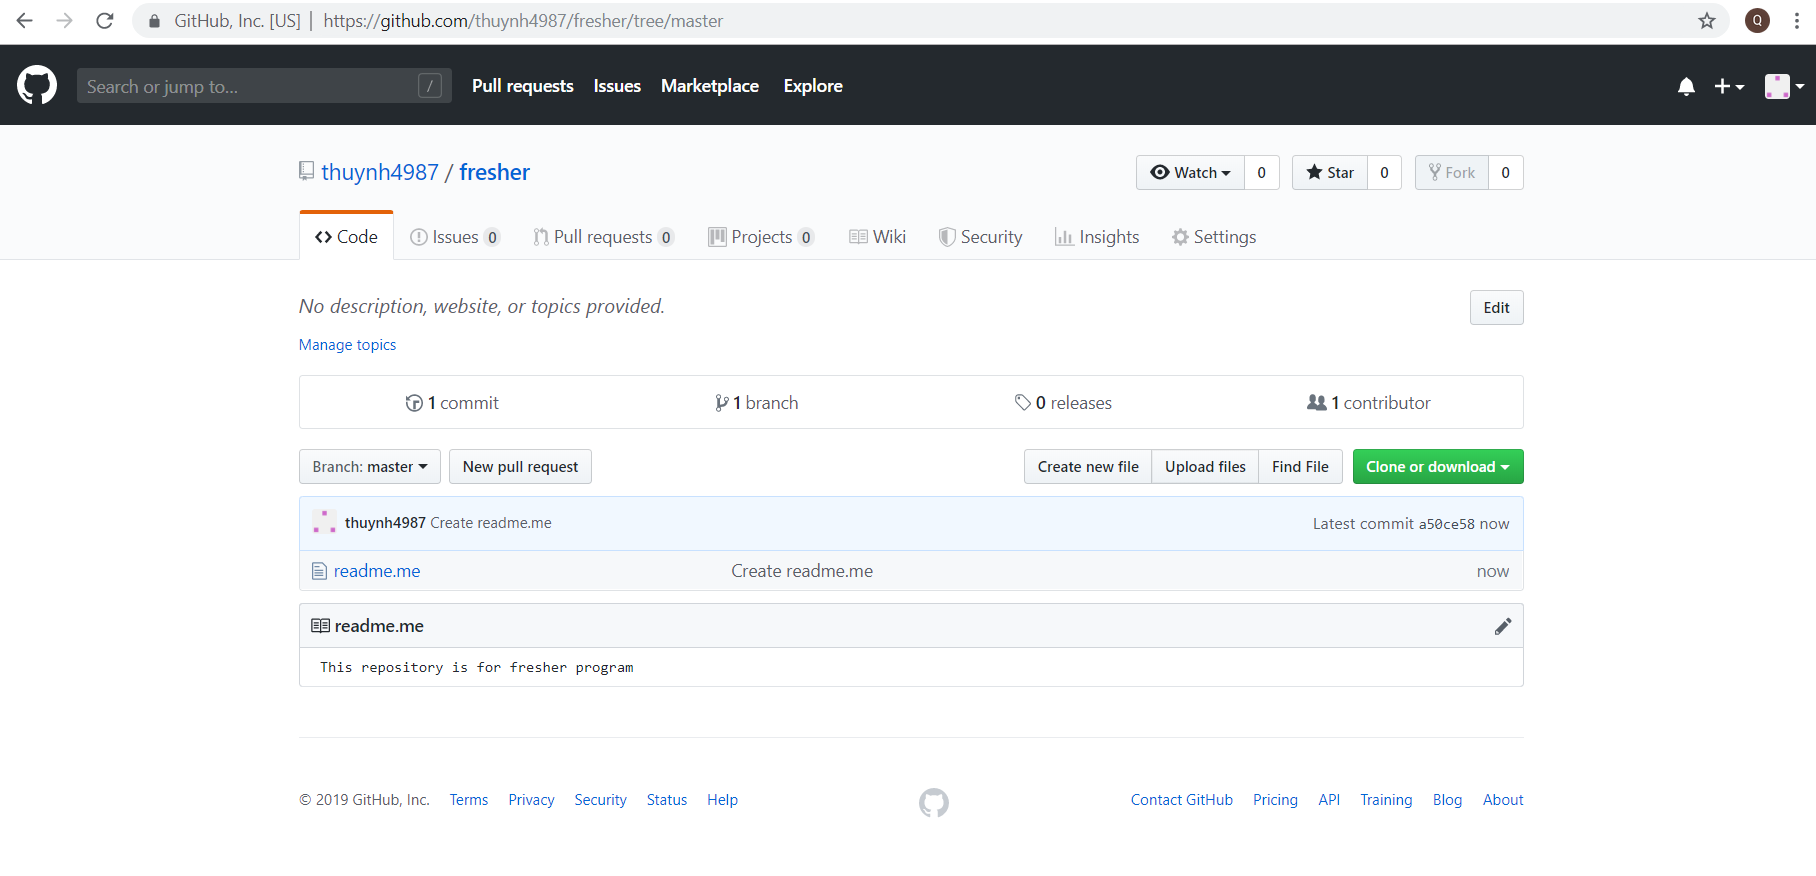 GitHub, Inc. [US] | https://github.com/thuynh4987/fresher/tree/master
Q
Search or jump to... /
Pull requests Issues Marketplace Explore
thuynh4987 / fresher
Watch 0 Star 0 Fork 0
Code Issues 0 Pull requests 0 Projects 0 Wiki Security Insights Settings
No description, website, or topics provided.
Edit
Manage topics
1 commit 1 branch 0 releases 1 contributor
Branch: master New pull request Create new file Upload files Find File Clone or download
thuynh4987 Create readme.me Latest commit a50ce58 now
readme.me Create readme.me now
readme.me
This repository is for fresher program
© 2019 GitHub, Inc. Terms Privacy Security Status Help Contact GitHub Pricing API Training Blog About